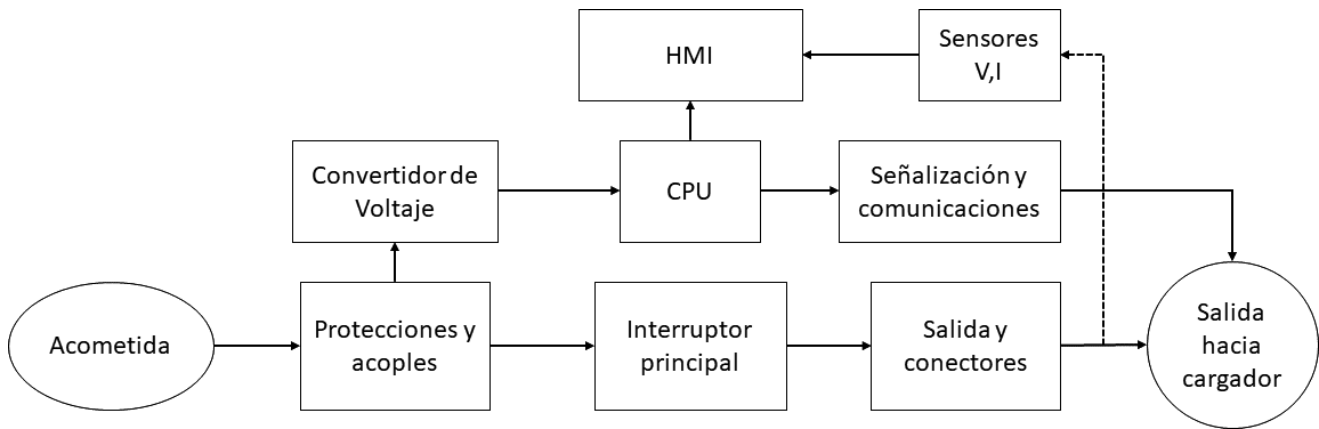 HMI
Sensores
V,I
Convertidor de
Voltaje
CPU
Señalización y
comunicaciones
Acometida
Protecciones y
acoples
Interruptor
principal
Salida y
conectores
Salida
hacia
cargador